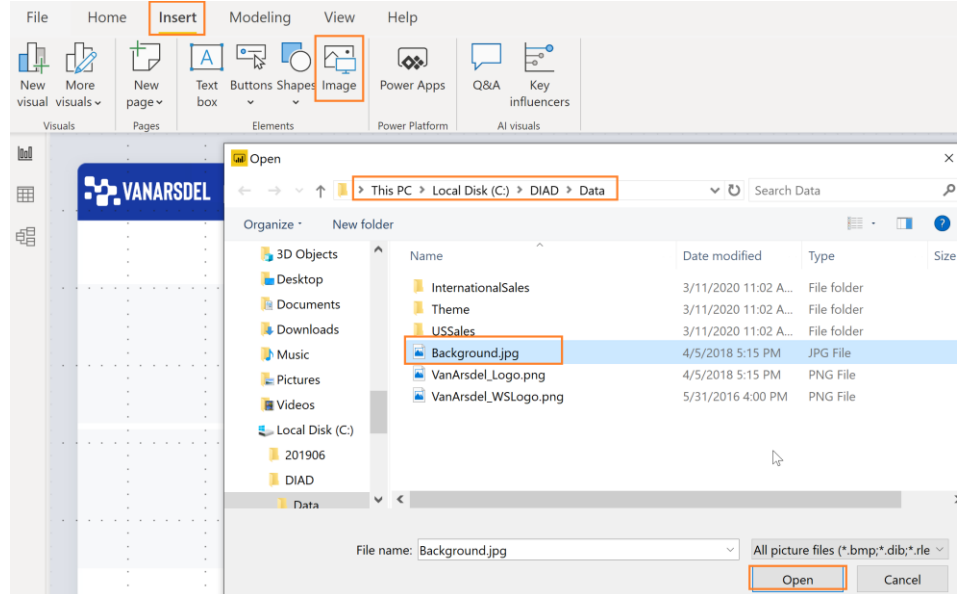 File Home Insert Modeling View Help
New visual More visuals New page Text box Buttons Shapes Image Power Apps Q&A Key influencers
Visuals Pages Elements Power Platform AI visuals
Open
VANARSDEL
This PC > Local Disk (C:) > DIAD > Data
Search Data
Organize New folder
3D Objects
Desktop
Documents
Downloads
Music
Pictures
Videos
Local Disk (C:)
201906
DIAD
Data
Name Date modified Type Size
InternationalSales 3/11/2020 11:02 A... File folder
Theme 3/11/2020 11:02 A... File folder
USSales 3/11/2020 11:02 A... File folder
Background.jpg 4/5/2018 5:15 PM JPG File
VanArsdel_Logo.png 4/5/2018 5:15 PM PNG File
VanArsdel_WSLogo.png 5/31/2016 4:00 PM PNG File
File name: Background.jpg All picture files (*.bmp;*.dib;*.rle
Open Cancel